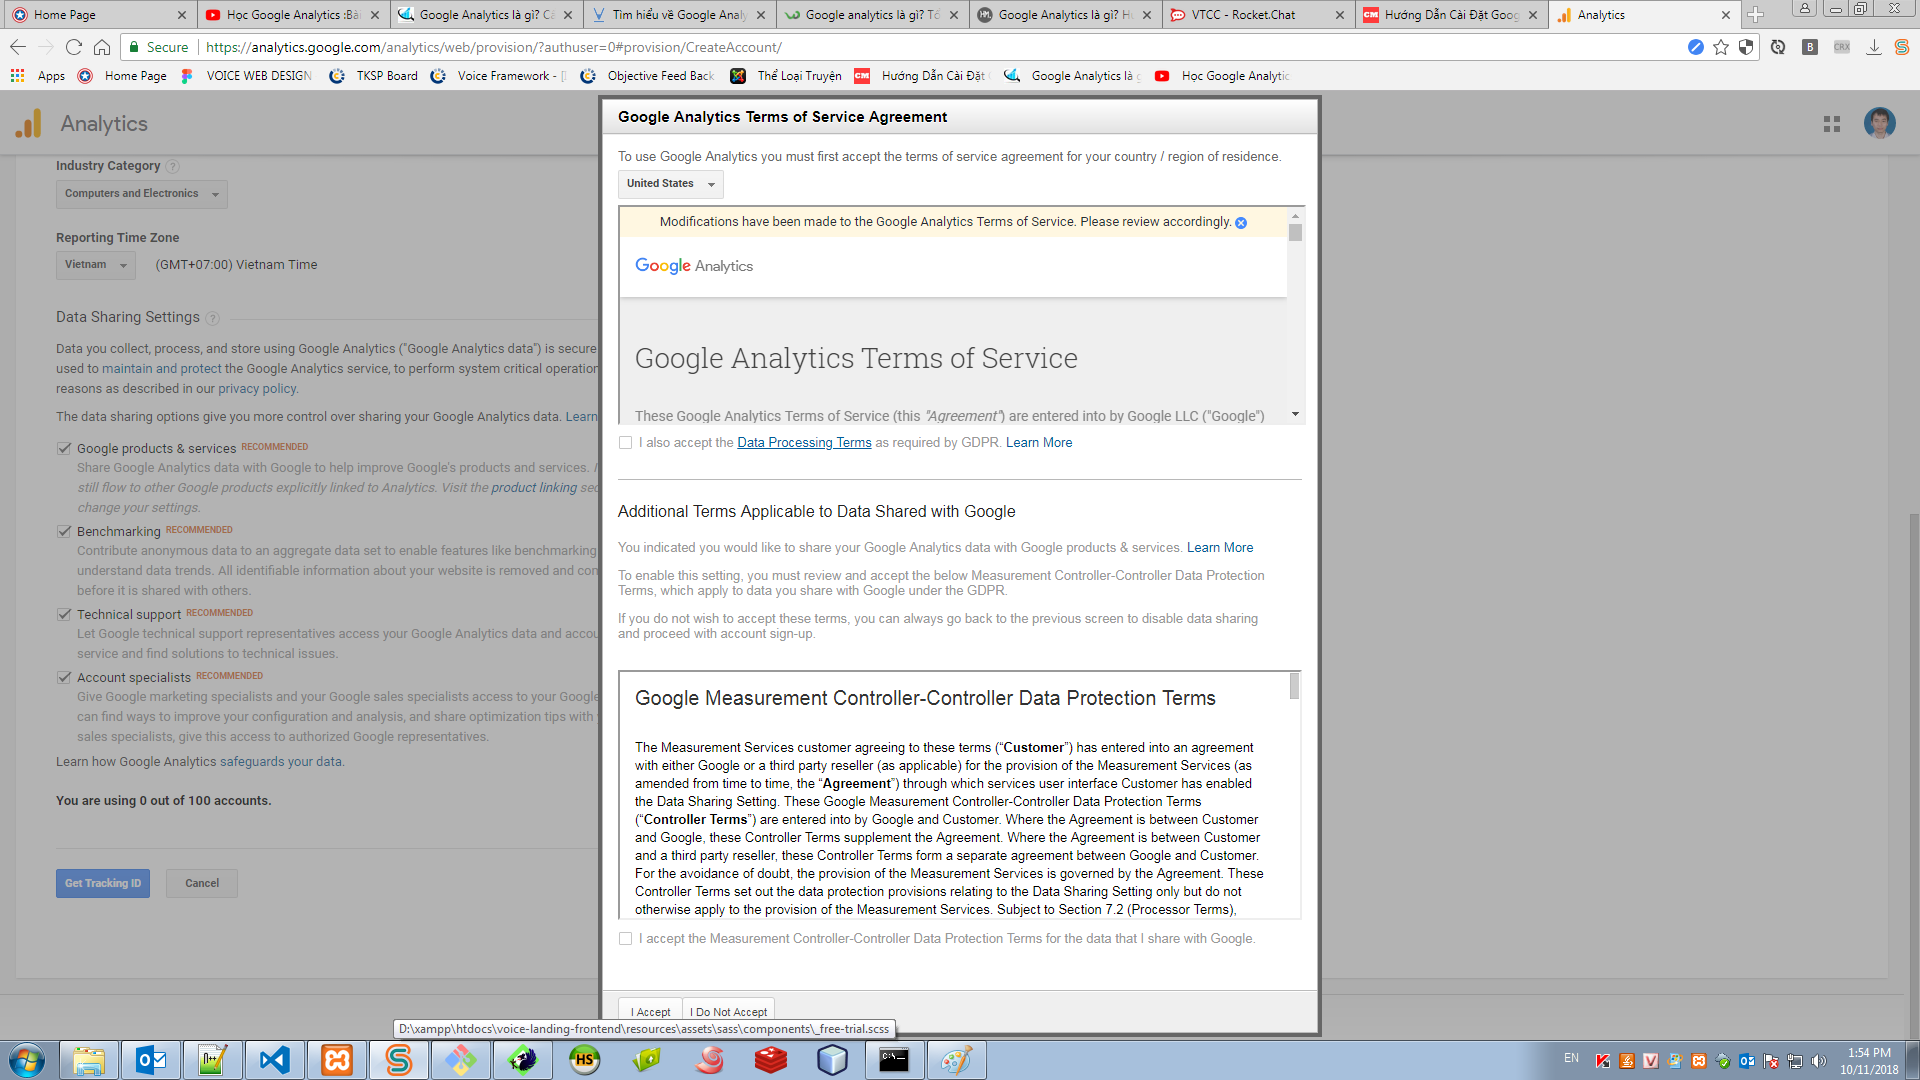 Home Page
Học Google Analytics :Bài
Google Analytics là gì? Cá
Tìm hiểu về Google Analy
Google analytics là gì? Tổ
Google Analytics là gì? Hu
VTCC - Rocket.Chat
Hướng Dẫn Cài Đặt Goog
Analytics
Secure
https://analytics.google.com/analytics/web/provision/?authuser=0#provision/CreateAccount/
Apps
Home Page
VOICE WEB DESIGN
TKSP Board
Voice Framework - [
Objective Feed Back
Thể Loại Truyện
Hướng Dẫn Cài Đặt
Google Analytics là g
Học Google Analytic
Analytics
Industry Category
Computers and Electronics
Reporting Time Zone
Vietnam
(GMT+07:00) Vietnam Time
Data Sharing Settings
Data you collect, process, and store using Google Analytics ("Google Analytics data") is secure
used to maintain and protect the Google Analytics service, to perform system critical operation
reasons as described in our privacy policy.
The data sharing options give you more control over sharing your Google Analytics data. Learn
Google products & services RECOMMENDED
Share Google Analytics data with Google to help improve Google's products and services.
still flow to other Google products explicitly linked to Analytics. Visit the product linking sec
change your settings.
Benchmarking RECOMMENDED
Contribute anonymous data to an aggregate data set to enable features like benchmarking
understand data trends. All identifiable information about your website is removed and com
before it is shared with others.
Technical support RECOMMENDED
Let Google technical support representatives access your Google Analytics data and accou
service and find solutions to technical issues.
Account specialists RECOMMENDED
Give Google marketing specialists and your Google sales specialists access to your Google
can find ways to improve your configuration and analysis, and share optimization tips with
sales specialists, give this access to authorized Google representatives.
Learn how Google Analytics safeguards your data.
You are using 0 out of 100 accounts.
Get Tracking ID
Cancel
Google Analytics Terms of Service Agreement
To use Google Analytics you must first accept the terms of service agreement for your country / region of residence.
United States
Modifications have been made to the Google Analytics Terms of Service. Please review accordingly.
Google Analytics
Google Analytics Terms of Service
These Google Analytics Terms of Service (this "Agreement") are entered into by Google LLC ("Google")
I also accept the Data Processing Terms as required by GDPR. Learn More
Additional Terms Applicable to Data Shared with Google
You indicated you would like to share your Google Analytics data with Google products & services. Learn More
To enable this setting, you must review and accept the below Measurement Controller-Controller Data Protection
Terms, which apply to data you share with Google under the GDPR.
If you do not wish to accept these terms, you can always go back to the previous screen to disable data sharing
and proceed with account sign-up.
Google Measurement Controller-Controller Data Protection Terms
The Measurement Services customer agreeing to these terms (“Customer”) has entered into an agreement
with either Google or a third party reseller (as applicable) for the provision of the Measurement Services (as
amended from time to time, the “Agreement”) through which services user interface Customer has enabled
the Data Sharing Setting. These Google Measurement Controller-Controller Data Protection Terms
(“Controller Terms”) are entered into by Google and Customer. Where the Agreement is between Customer
and Google, these Controller Terms supplement the Agreement. Where the Agreement is between Customer
and a third party reseller, these Controller Terms form a separate agreement between Google and Customer.
For the avoidance of doubt, the provision of the Measurement Services is governed by the Agreement. These
Controller Terms set out the data protection provisions relating to the Data Sharing Setting only but do not
otherwise apply to the provision of the Measurement Services. Subject to Section 7.2 (Processor Terms),
I accept the Measurement Controller-Controller Data Protection Terms for the data that I share with Google.
I Accept
I Do Not Accept
D:\xampp\htdocs\voice-landing-frontend\resources\assets\sass\components\_free-trial.scss
EN
1:54 PM
10/11/2018